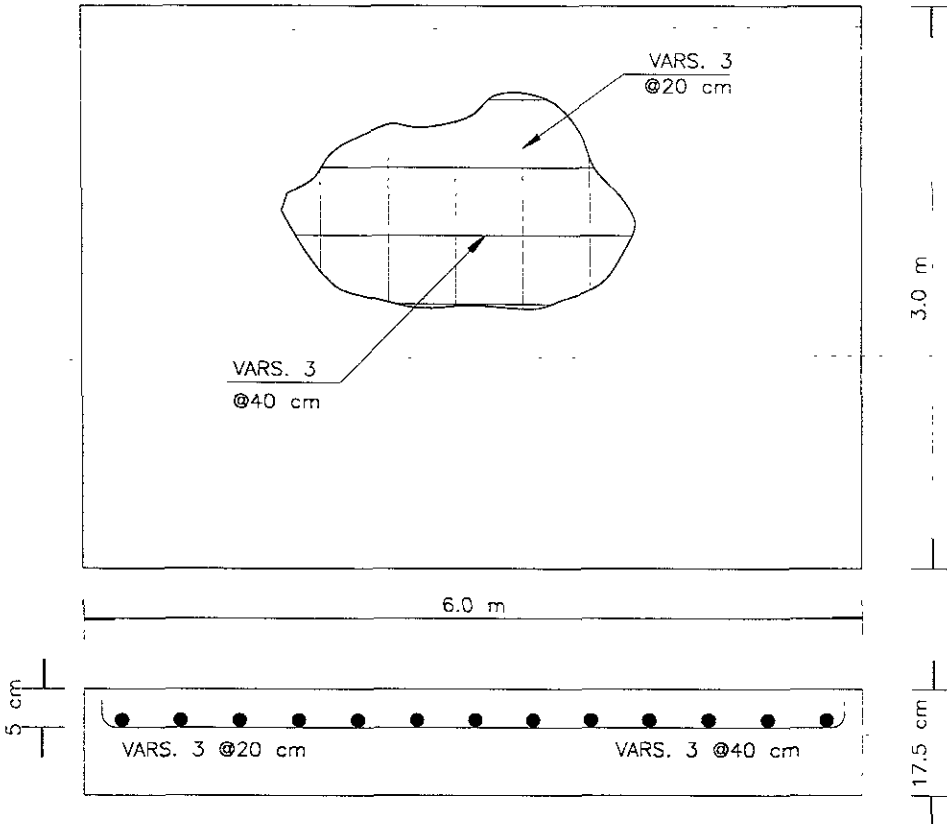 VARS. 3
@20 cm
3.0 m
VARS. 3
@40 cm
6.0 m
5 cm
VARS. 3 @20 cm
VARS. 3 @40 cm
17.5 cm